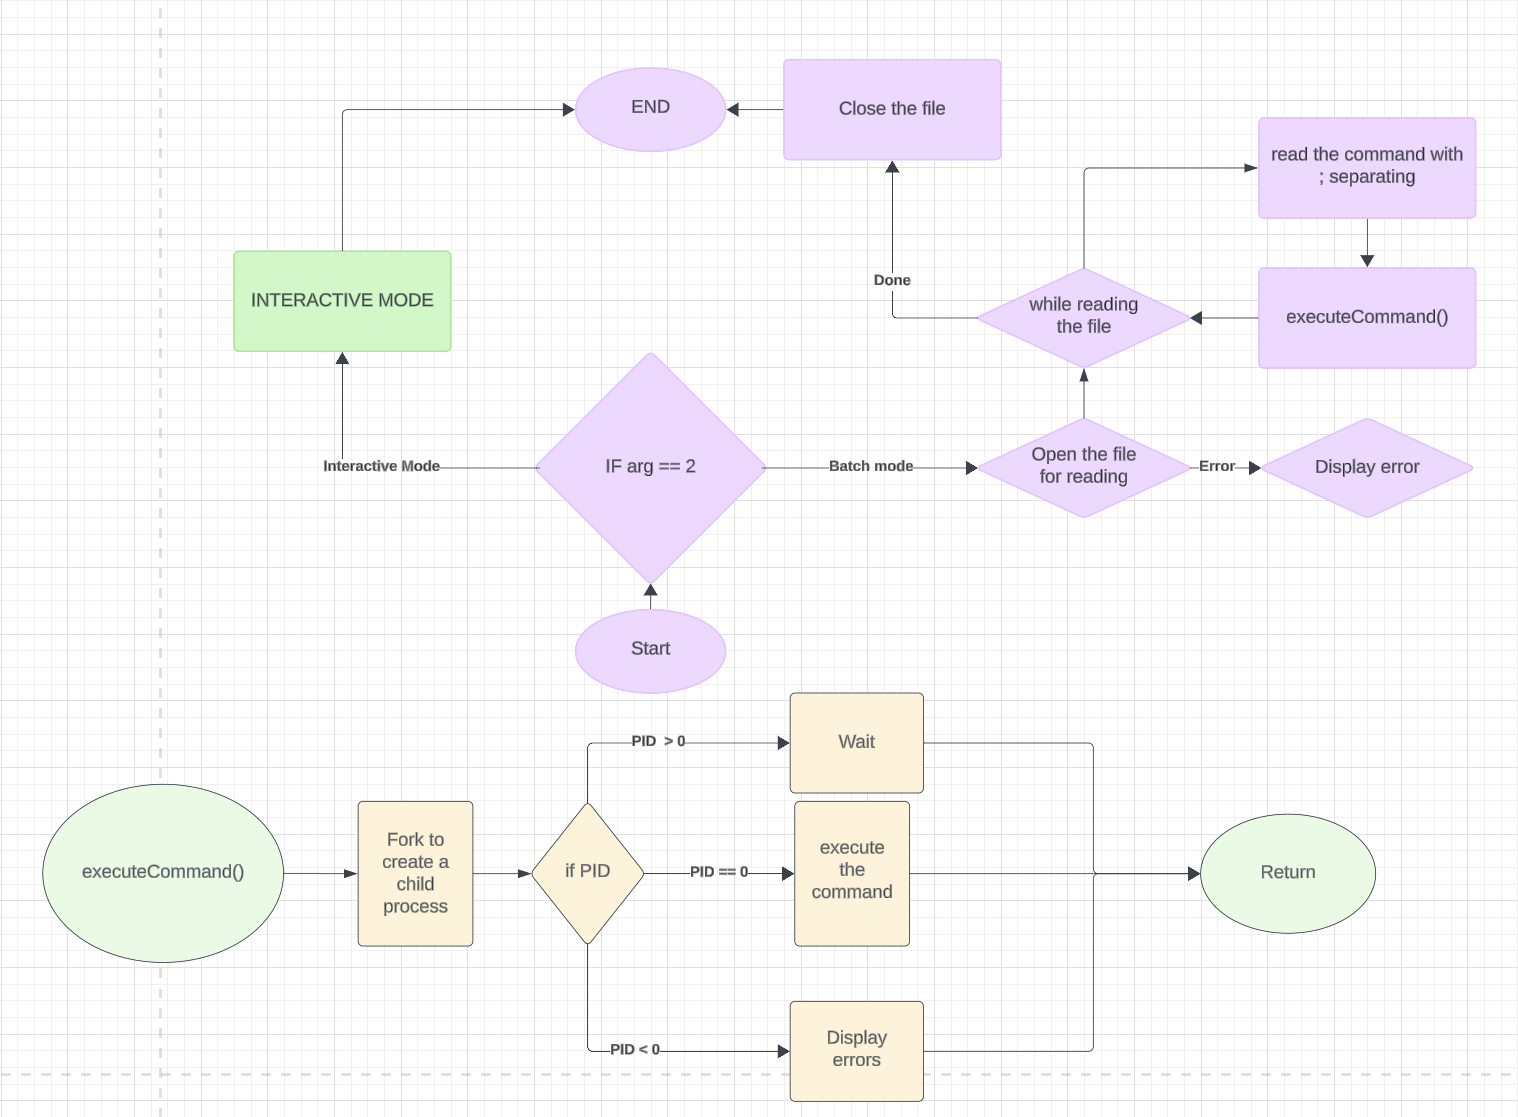 END
Close the file
read the command with
; separating
INTERACTIVE MODE
Done
while reading
the file
executeCommand()
Interactive Mode
IF arg == 2
Batch mode
Open the file
for reading
Error
Display error
Start
PID  > 0
Wait
executeCommand()
Fork to
create a
child
process
if PID
PID == 0
execute
the
command
Return
PID < 0
Display
errors